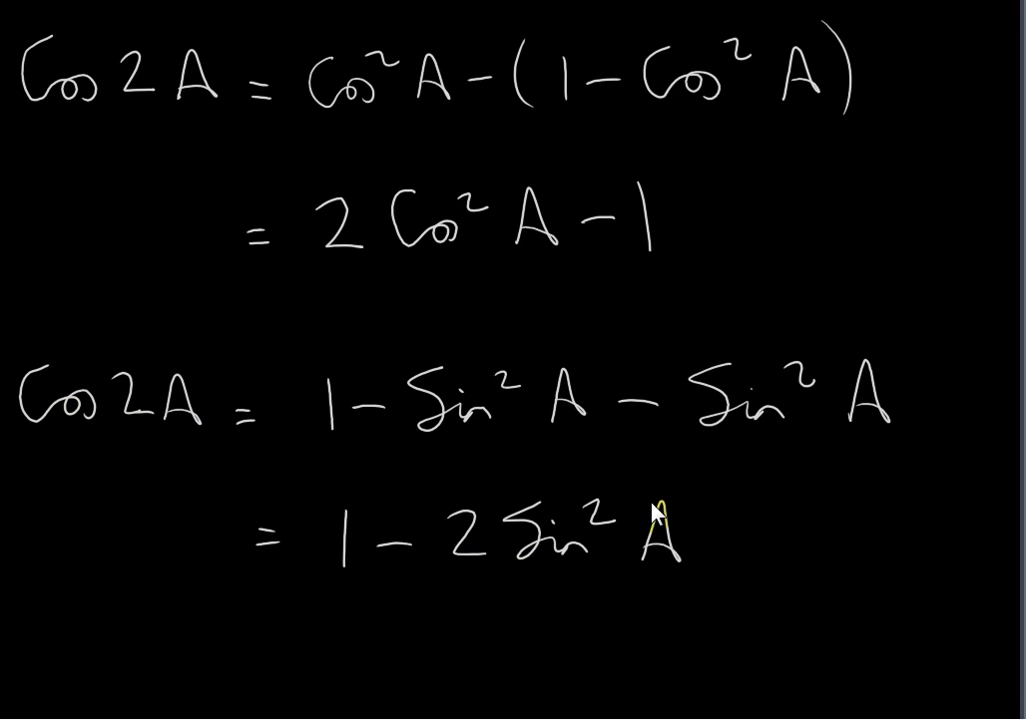 Cos 2A = Cos² A - (1 - Cos² A)
= 2 Cos² A - 1
Cos 2A = 1 - Sin² A - Sin² A
= 1 - 2 Sin² A